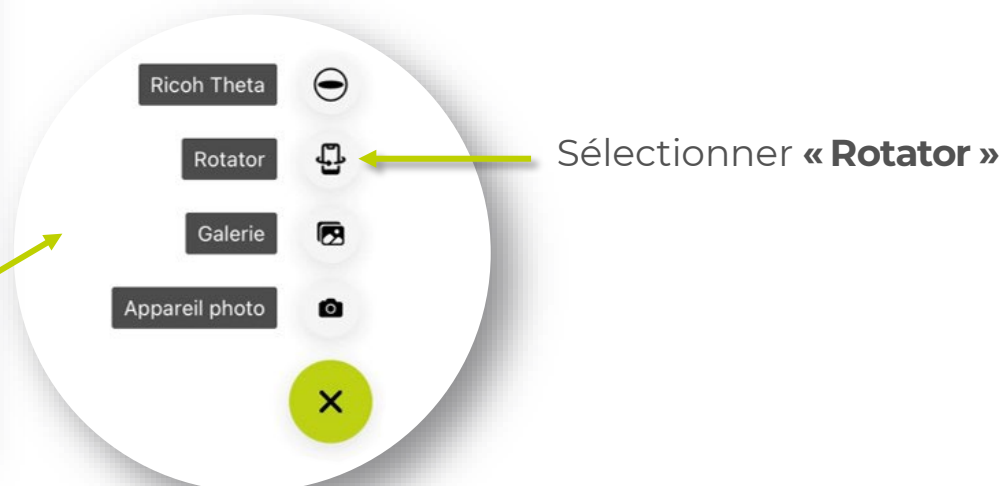 Ricoh Theta
Rotator
Sélectionner « Rotator »
Galerie
Appareil photo